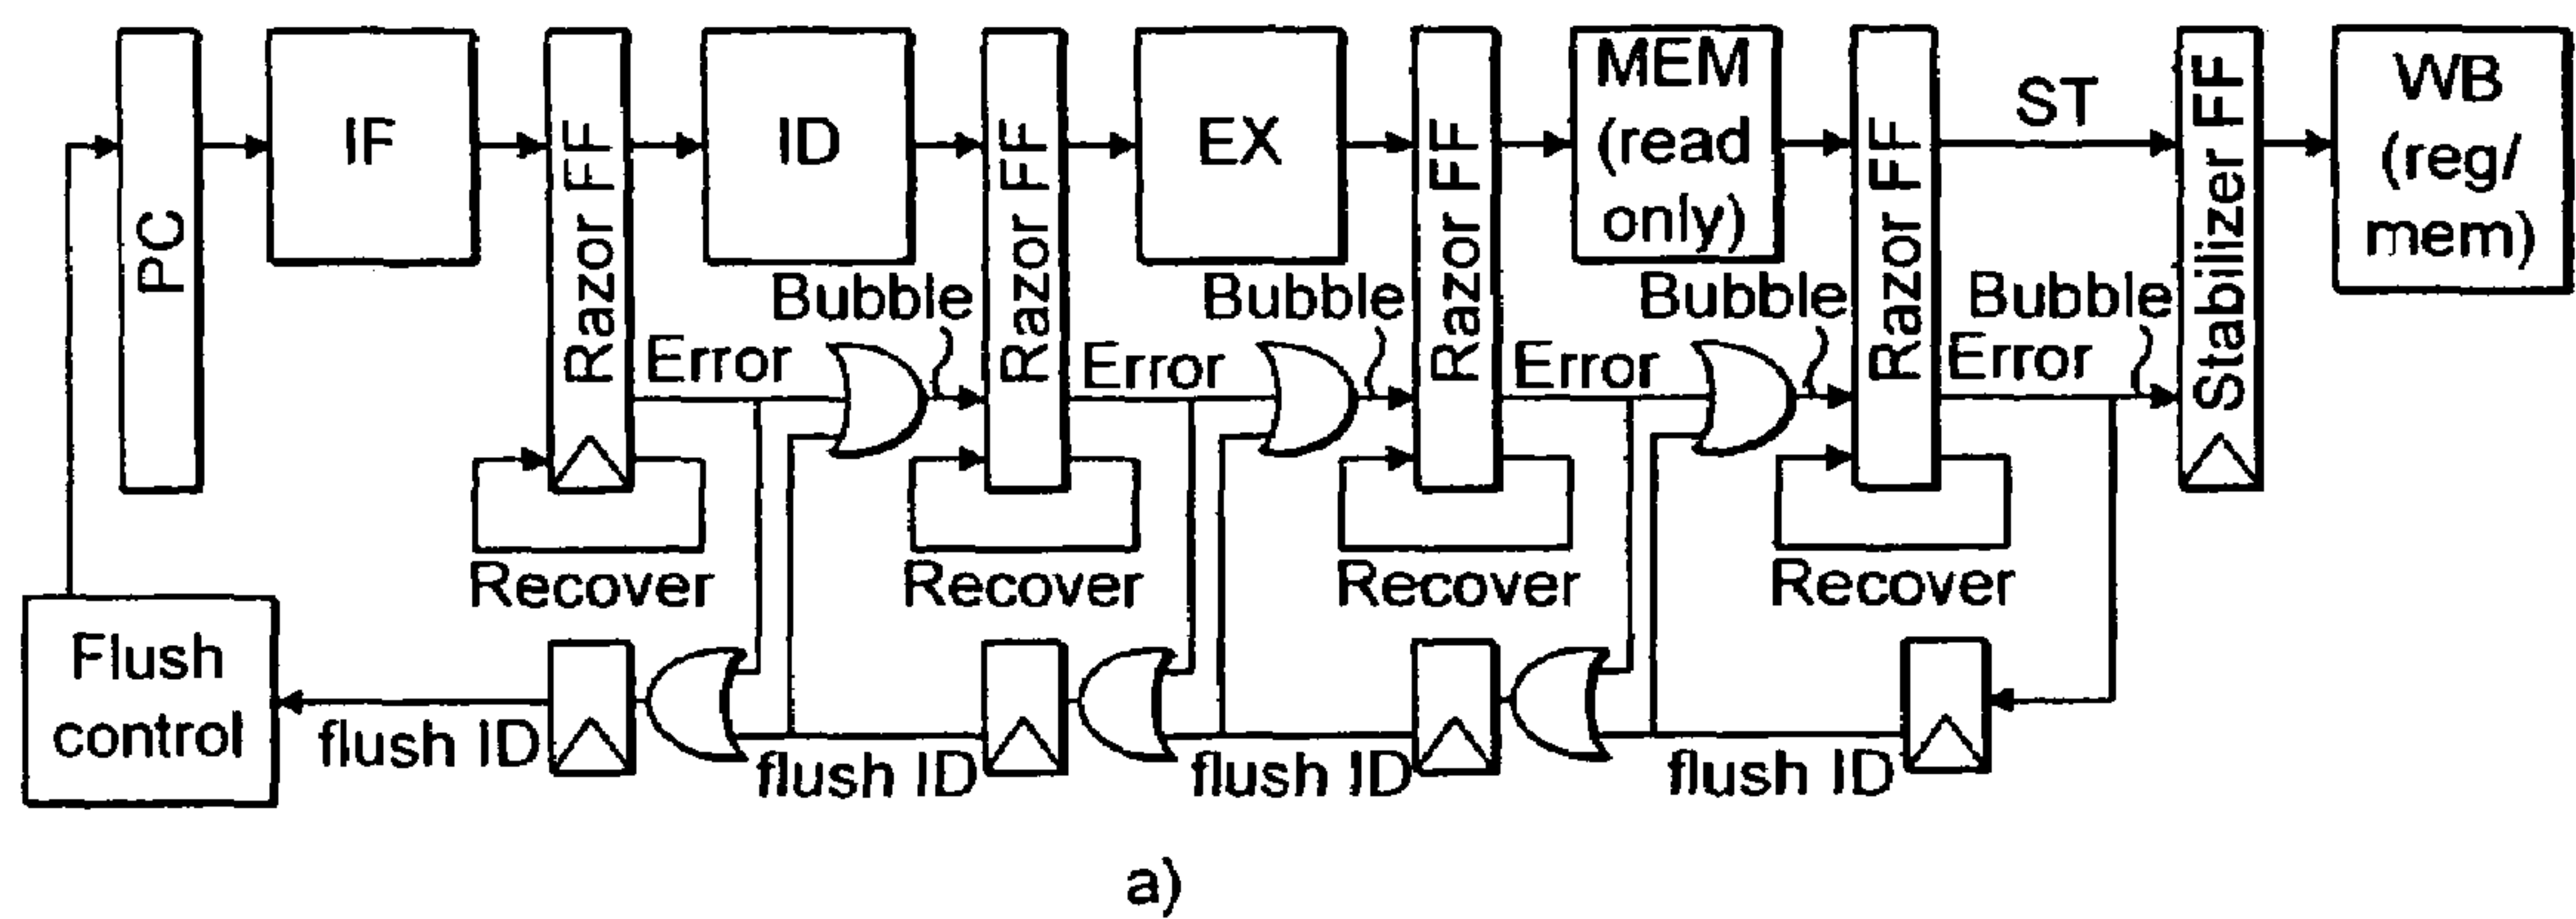 PC
IF
Razor FF
ID
Razor FF
EX
Razor FF
MEM
(read
only)
Razor FF
ST
Stabilizer FF
WB
(reg/
mem)
Bubble
Bubble
Bubble
Bubble
Error
Error
Error
Error
Recover
Recover
Recover
Recover
Flush
control
flush ID
flush ID
flush ID
flush ID
a)